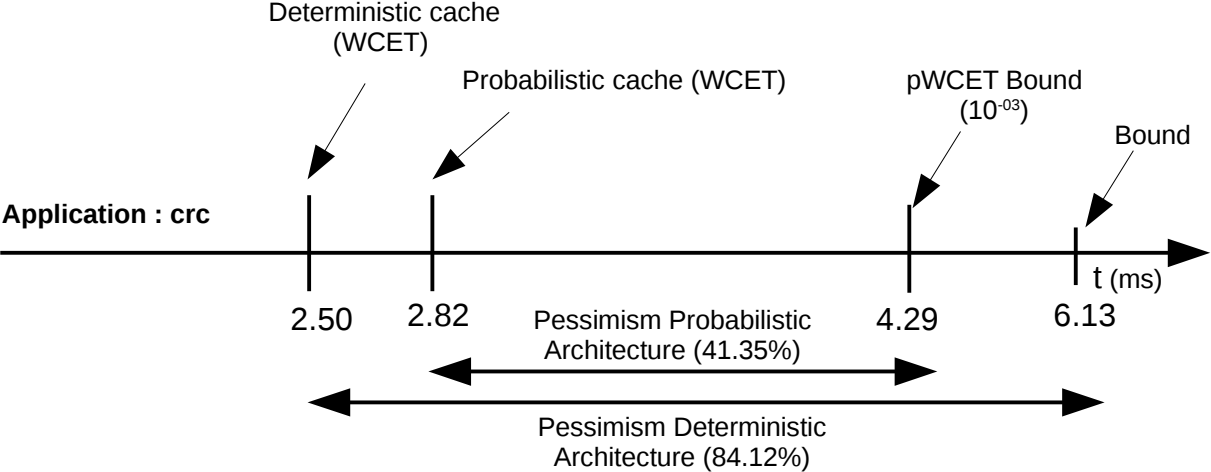 Deterministic cache
(WCET)
Probabilistic cache (WCET)
pWCET Bound
(10-03)
Bound
Application : crc
t (ms)
2.50
2.82
4.29
6.13
Pessimism Probabilistic
Architecture (41.35%)
Pessimism Deterministic
Architecture (84.12%)